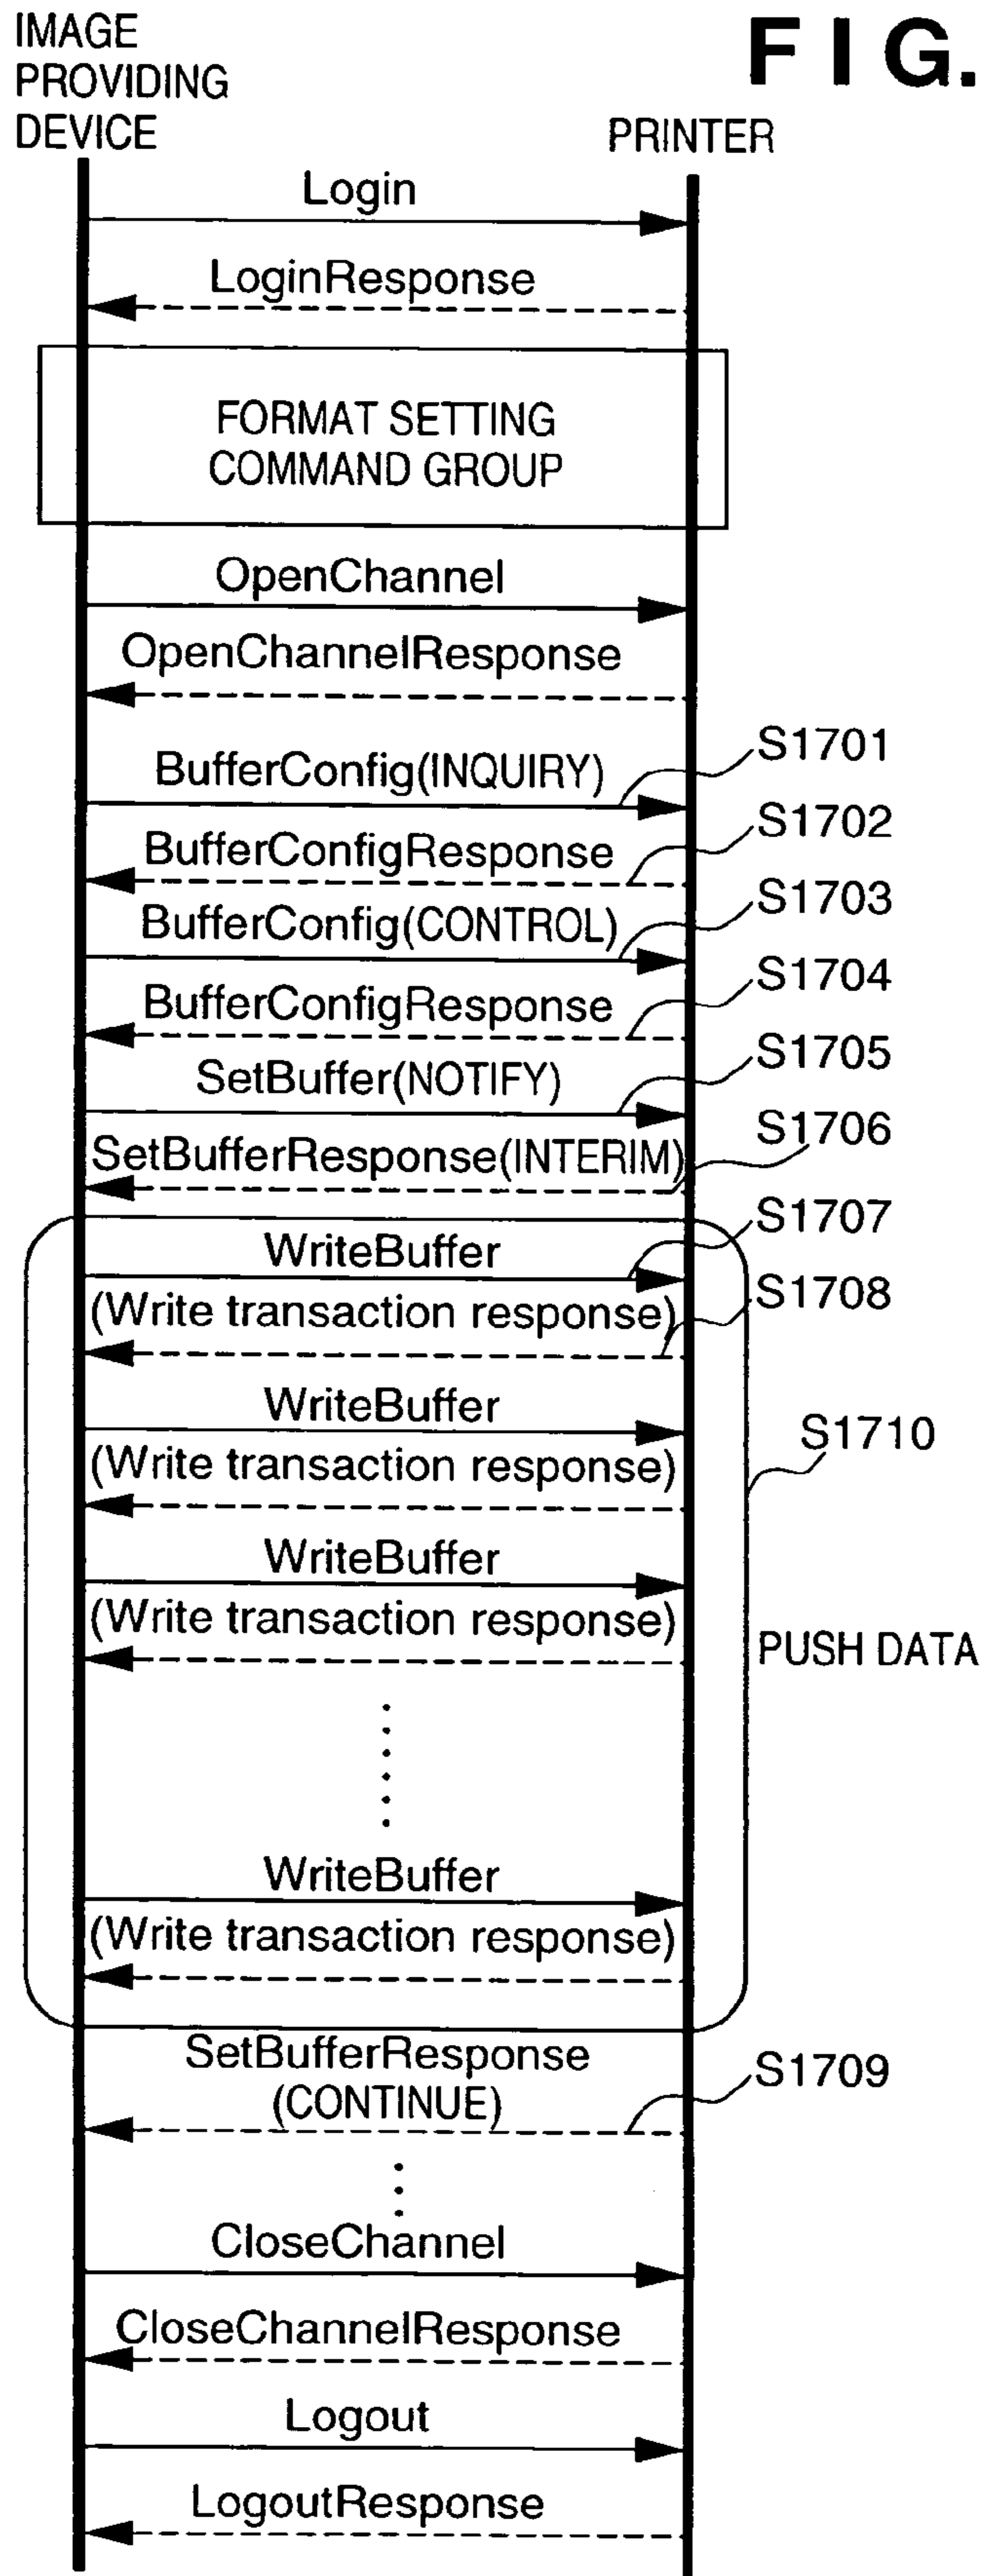 IMAGE
PROVIDING
DEVICE
FIG.
PRINTER
Login
LoginResponse
FORMAT SETTING
COMMAND GROUP
OpenChannel
OpenChannelResponse
S1701
BufferConfig(INQUIRY)
S1702
BufferConfigResponse
S1703
BufferConfig(CONTROL)
S1704
BufferConfigResponse
S1705
SetBuffer(NOTIFY)
S1706
SetBufferResponse(INTERIM)
S1707
WriteBuffer
S1708
(Write transaction response)
WriteBuffer
S1710
(Write transaction response)
WriteBuffer
(Write transaction response)
PUSH DATA
WriteBuffer
(Write transaction response)
SetBufferResponse
(CONTINUE)
S1709
CloseChannel
CloseChannelResponse
Logout
LogoutResponse